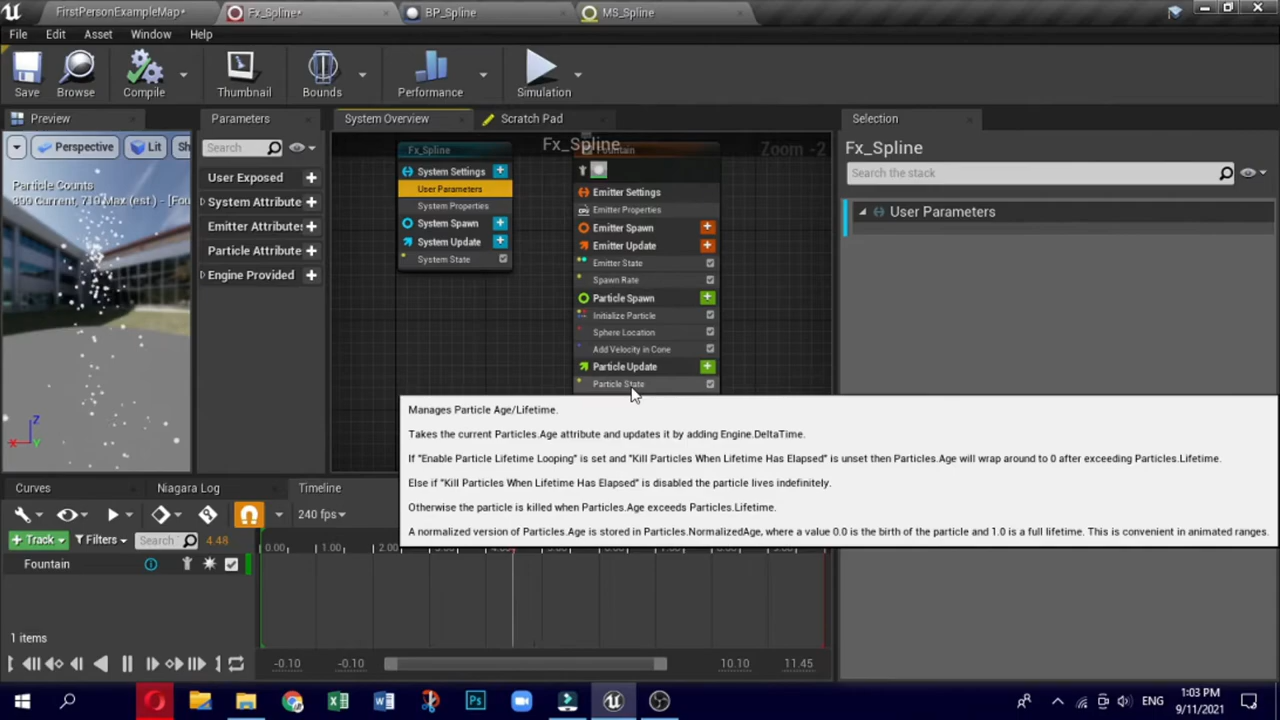 FirstPersonExampleMap*
Fx_Spline*
BP_Spline
MS_Spline
File Edit Asset Window Help
Save
Browse
Compile
Thumbnail
Bounds
Performance
Simulation
Preview
Parameters
System Overview
Scratch Pad
Selection
Perspective
Lit
Sh
Particle Counts
Search
User Exposed
System Attribute
Emitter Attributes
Particle Attribute
Engine Provided
Fx_Spline
Zoom -2
Fx_Spline
System Settings
User Parameters
System Properties
System Spawn
System Update
System State
Fountain
Emitter Settings
Emitter Properties
Emitter Spawn
Emitter Update
Emitter State
Spawn Rate
Particle Spawn
Initialize Particle
Sphere Location
Add Velocity in Cone
Particle Update
Particle State
Fx_Spline
Search the stack
User Parameters
Manages Particle Age/Lifetime.
Takes the current Particles.Age attribute and updates it by adding Engine.DeltaTime.
If "Enable Particle Lifetime Looping" is set and "Kill Particles When Lifetime Has Elapsed" is unset then Particles.Age will wrap around to 0 after exceeding Particles.Lifetime.
Else if "Kill Particles When Lifetime Has Elapsed" is disabled the particle lives indefinitely.
Otherwise the particle is killed when Particles.Age exceeds Particles.Lifetime.
A normalized version of Particles.Age is stored in Particles.NormalizedAge, where a value 0.0 is the birth of the particle and 1.0 is a full lifetime. This is convenient in animated ranges.
Curves
Niagara Log
Timeline
240 fps
Track
Filters
Search
4.48
0.00 1.00 2.00
Fountain
1 items
-0.10 -0.10 10.10 11.45
ENG
1:03 PM
9/11/2021